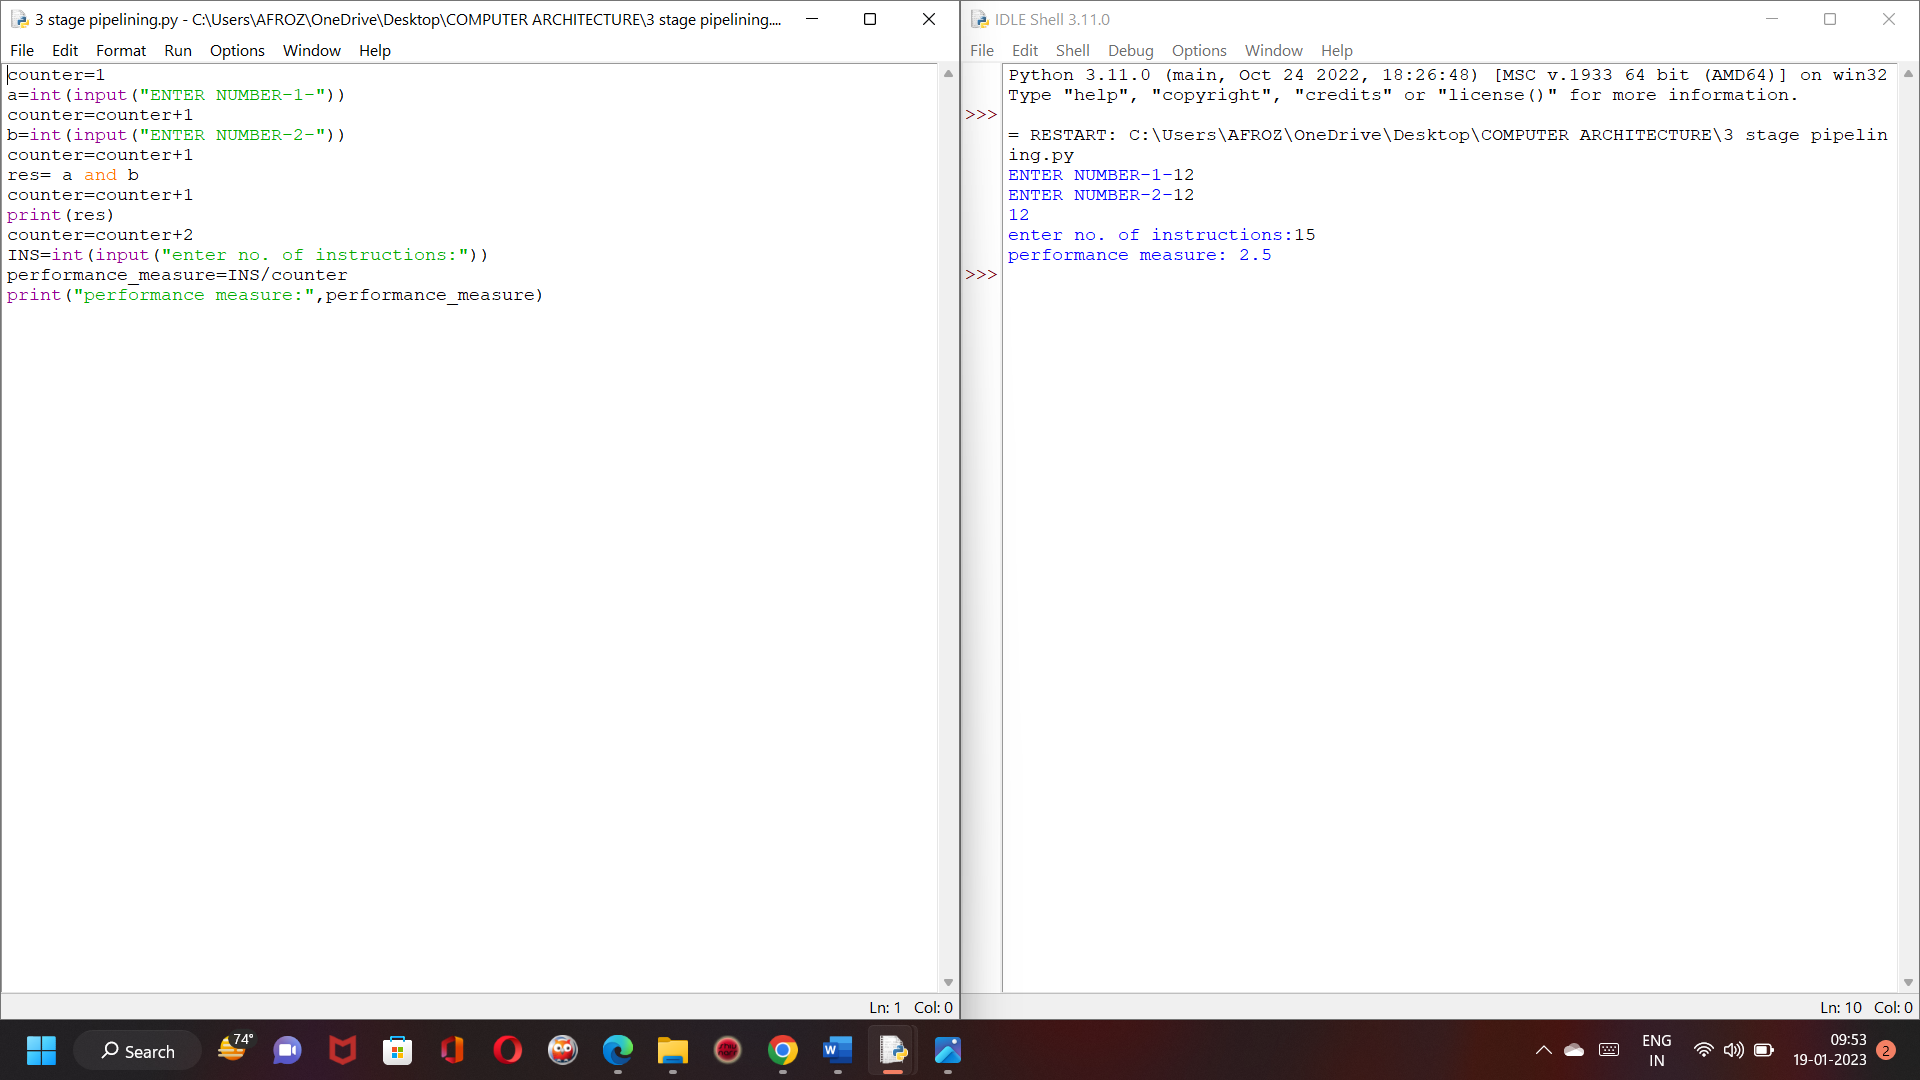 3 stage pipelining.py - C:\Users\AFROZ\OneDrive\Desktop\COMPUTER ARCHITECTURE\3 stage pipelining....
File Edit Format Run Options Window Help
counter=1
a=int(input("ENTER NUMBER-1-"))
counter=counter+1
b=int(input("ENTER NUMBER-2-"))
counter=counter+1
res= a and b
counter=counter+1
print(res)
counter=counter+2
INS=int(input("enter no. of instructions:"))
performance_measure=INS/counter
print("performance measure:",performance_measure)
Ln: 1 Col: 0
IDLE Shell 3.11.0
File Edit Shell Debug Options Window Help
Python 3.11.0 (main, Oct 24 2022, 18:26:48) [MSC v.1933 64 bit (AMD64)] on win32
Type "help", "copyright", "credits" or "license()" for more information.
>>>
= RESTART: C:\Users\AFROZ\OneDrive\Desktop\COMPUTER ARCHITECTURE\3 stage pipelin
ing.py
ENTER NUMBER-1-12
ENTER NUMBER-2-12
12
enter no. of instructions:15
performance measure: 2.5
>>>
Ln: 10 Col: 0
Search
74°
W
ENG
IN
09:53
19-01-2023
2